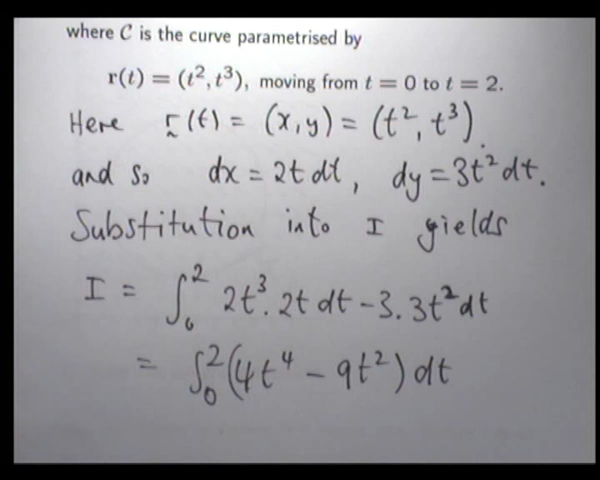 where C is the curve parametrised by
r(t) = (t², t³), moving from t = 0 to t = 2.
Here r(t) = (x, y) = (t², t³).
and so dx = 2t dt, dy = 3t² dt.
Substitution into I yields
I = ∫₀² 2t³. 2t dt − 3. 3t² dt
= ∫₀² (4t⁴ − 9t²) dt